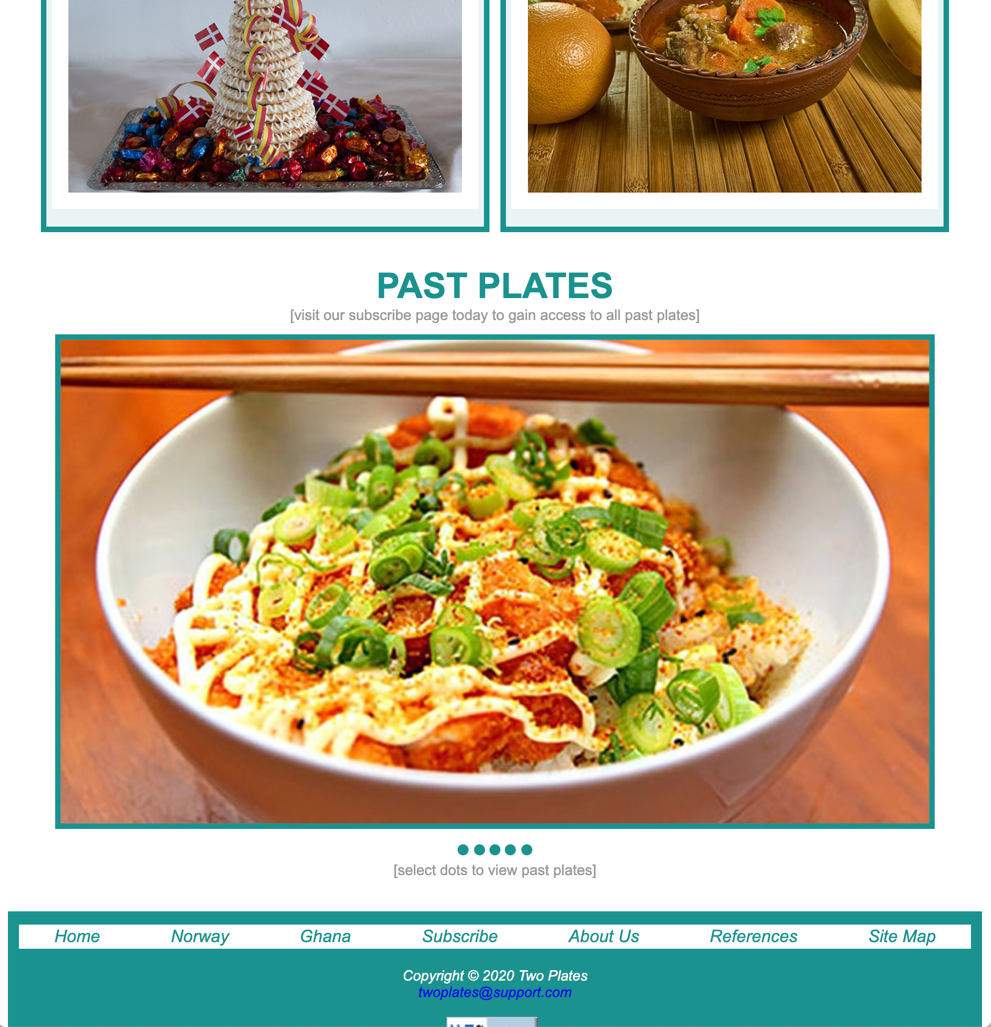 PAST PLATES
[visit our subscribe page today to gain access to all past plates]
[select dots to view past plates]
Home Norway Ghana Subscribe About Us References Site Map
Copyright © 2020 Two Plates
twoplates@support.com